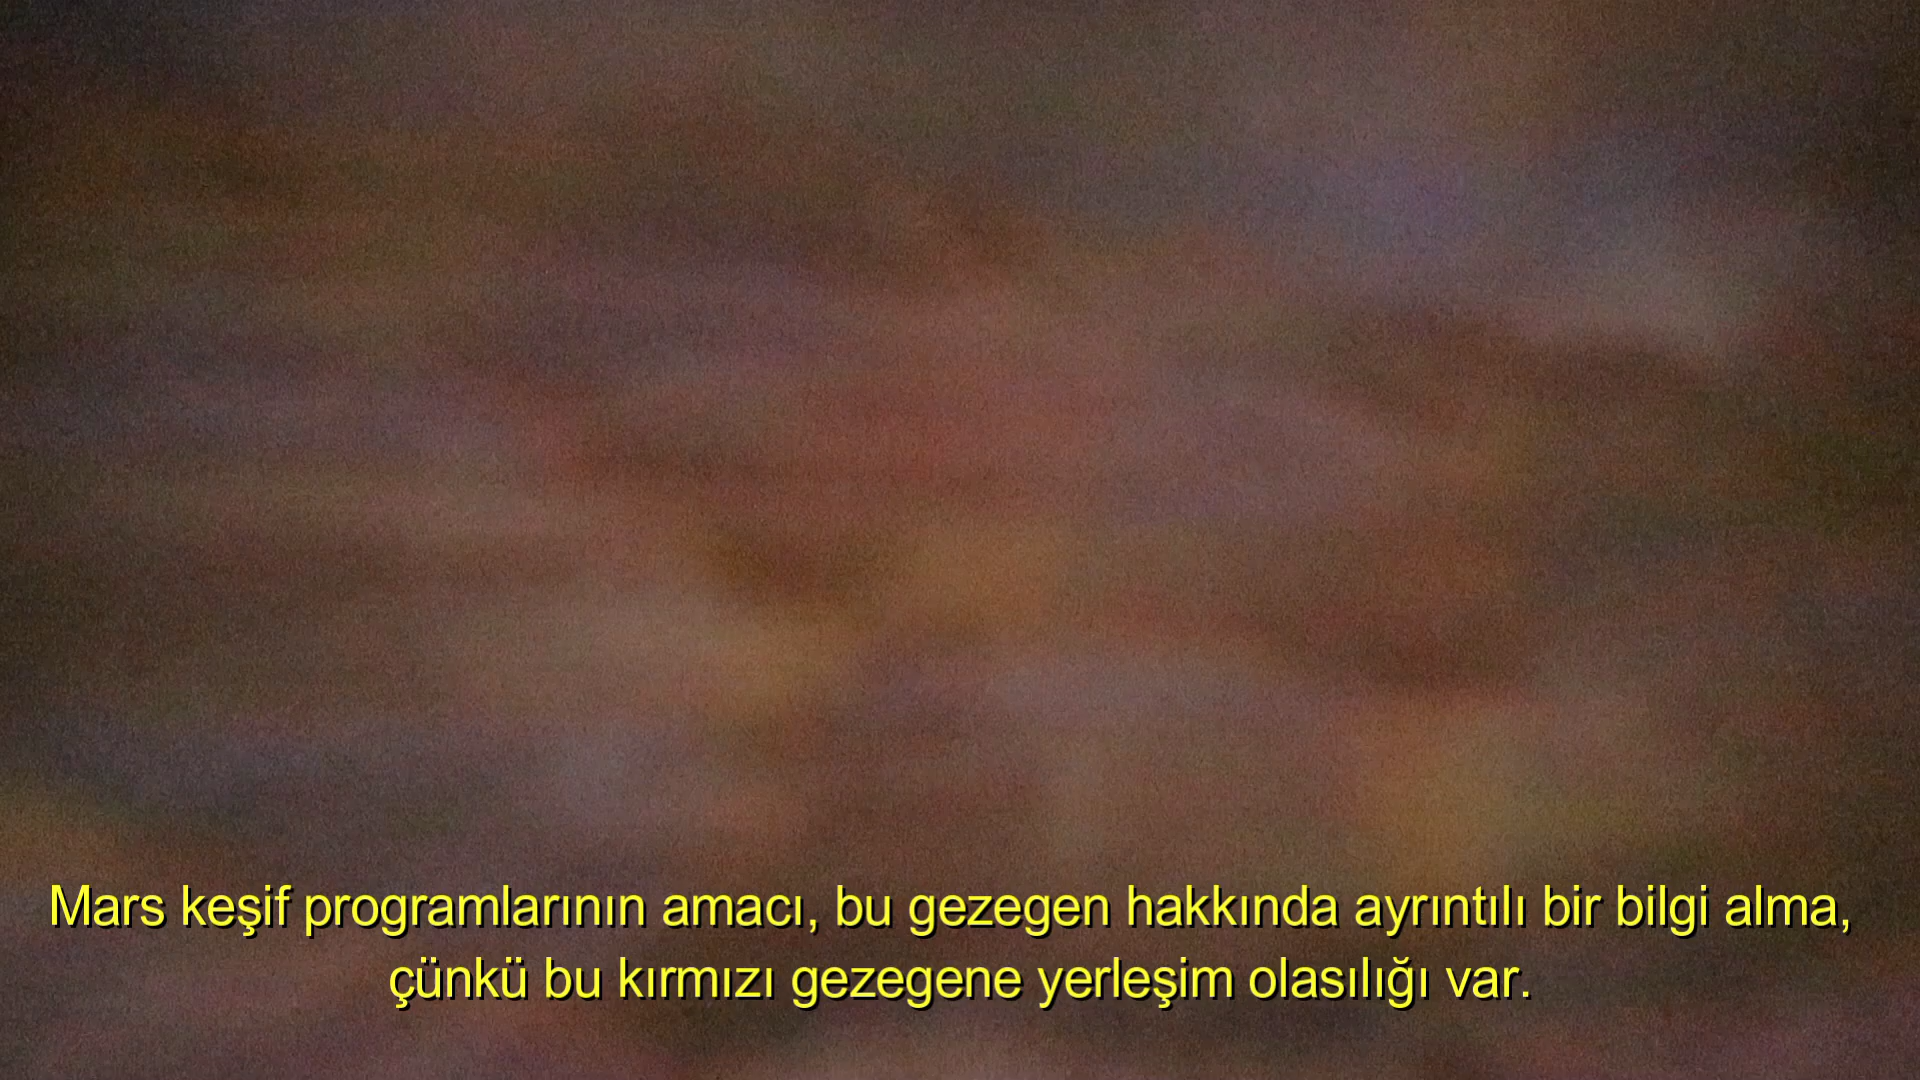 Mars keşif programlarının amacı, bu gezegen hakkında ayrıntılı bir bilgi alma,
çünkü bu kırmızı gezegene yerleşim olasılığı var.